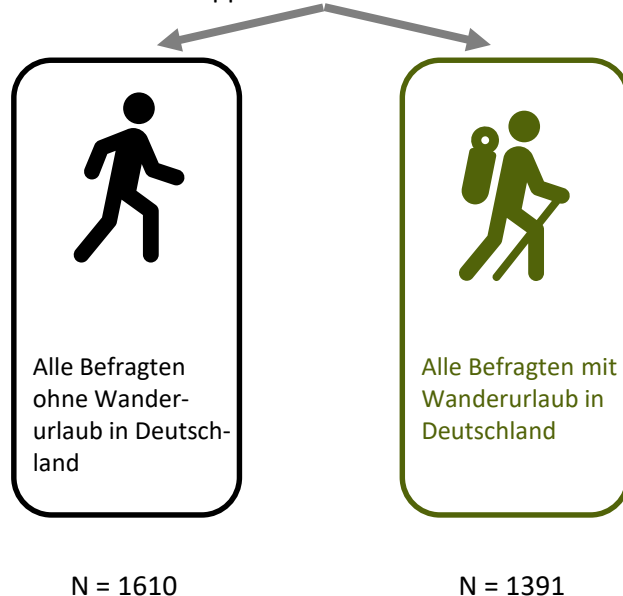 Alle Befragten
ohne Wander-
urlaub in Deutsch-
land
Alle Befragten mit
Wanderurlaub in
Deutschland
N = 1610
N = 1391